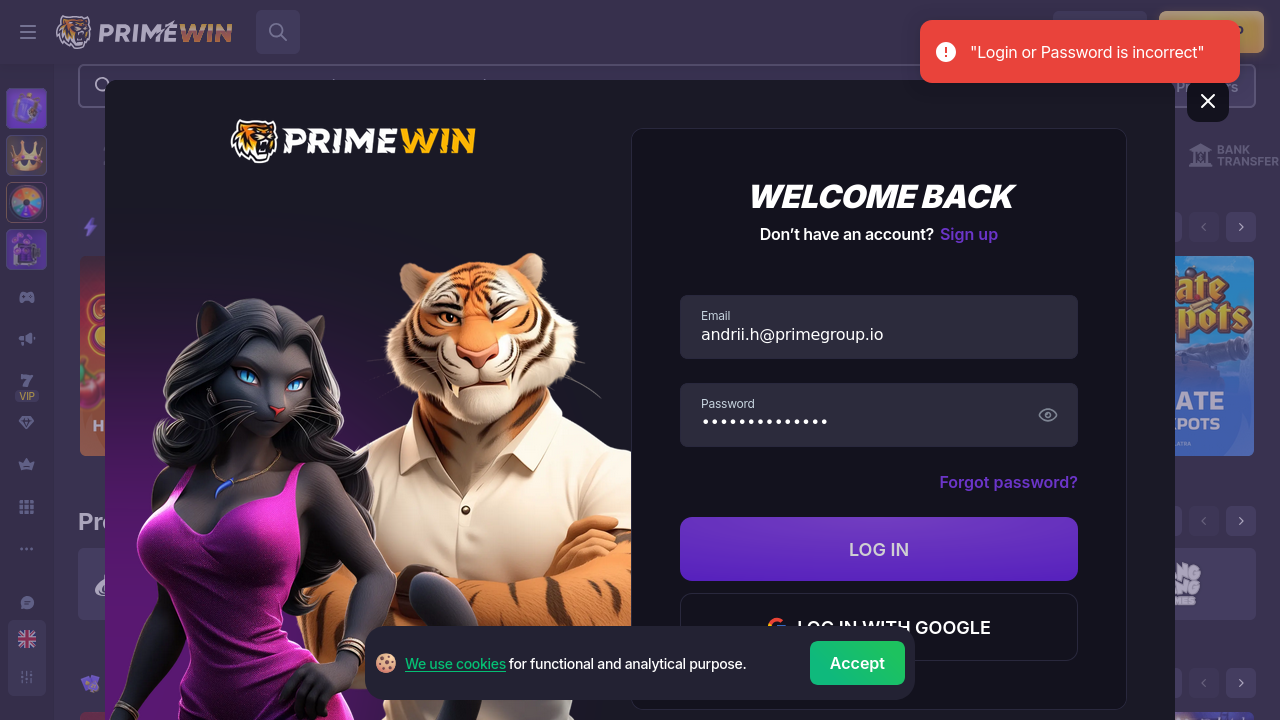 PRIMEWIN
"Login or Password is incorrect"
PRIMEWIN
BANK
TRANSFER
WELCOME BACK
Don't have an account? Sign up
Email
andrii.h@primegroup.io
VIP
Password
••••••••••••••
Forgot password?
LOG IN
LOG IN WITH GOOGLE
We use cookies for functional and analytical purpose.
Accept